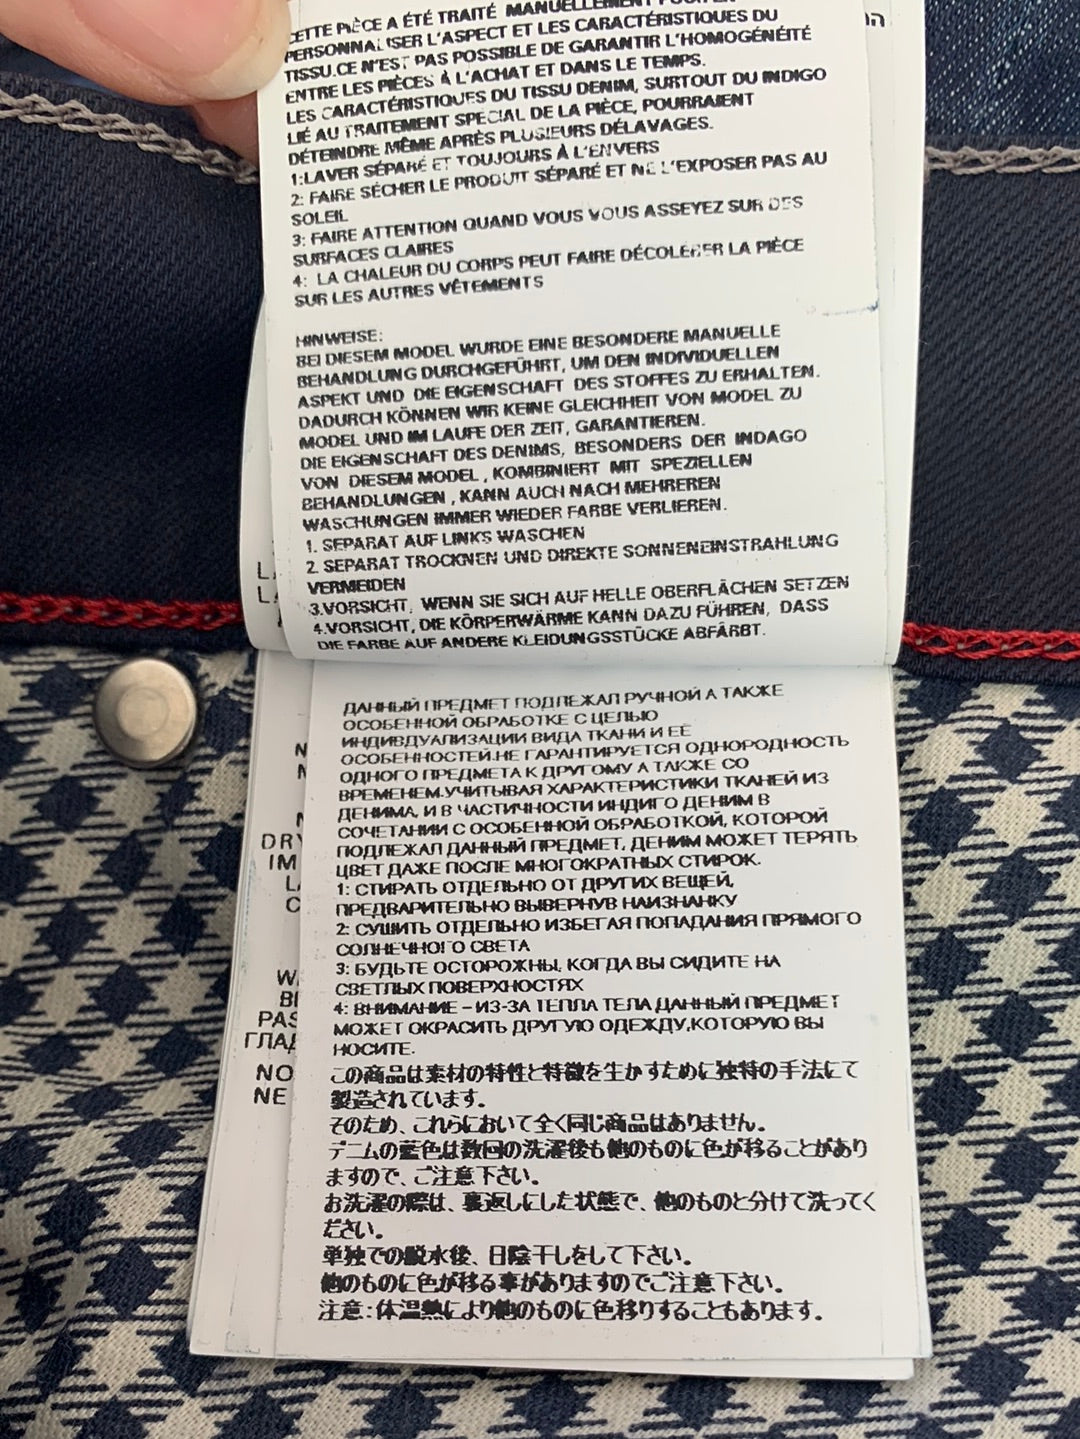 CETTE PIÈCE A ÉTÉ TRAITÉ MANUELLEMENT
PERSONNALISER L'ASPECT ET LES CARACTÉRISTIQUES DU
TISSU.CE N'EST PAS POSSIBLE DE GARANTIR L'HOMOGÉNÉITÉ
ENTRE LES PIÈCES À L'ACHAT ET DANS LE TEMPS.
LES CARACTÉRISTIQUES DU TISSU DENIM, SURTOUT DU INDIGO
LIÉ AU TRAITEMENT SPECIAL DE LA PIÈCE, POURRAIENT
DÉTEINDRE MÊME APRÈS PLUSIEURS DÉLAVAGES.
1:LAVER SÉPARÉ ET TOUJOURS À L'ENVERS
2: FAIRE SÉCHER LE PRODUIT SÉPARÉ ET NE L'EXPOSER PAS AU
SOLEIL
3: FAIRE ATTENTION QUAND VOUS VOUS ASSEYEZ SUR DES
SURFACES CLAIRES
4: LA CHALEUR DU CORPS PEUT FAIRE DÉCOLERER LA PIÈCE
SUR LES AUTRES VÊTEMENTS
HINWEISE:
BEI DIESEM MODEL WURDE EINE BESONDERE MANUELLE
BEHANDLUNG DURCHGEFÜHRT, UM DEN INDIVIDUELLEN
ASPEKT UND DIE EIGENSCHAFT DES STOFFES ZU ERHALTEN.
DADURCH KÖNNEN WIR KEINE GLEICHHEIT VON MODEL ZU
MODEL UND IM LAUFE DER ZEIT, GARANTIEREN.
DIE EIGENSCHAFT DES DENIMS, BESONDERS DER INDAGO
VON DIESEM MODEL , KOMBINIERT MIT SPEZIELLEN
BEHANDLUNGEN , KANN AUCH NACH MEHREREN
WASCHUNGEN IMMER WIEDER FARBE VERLIEREN.
1. SEPARAT AUF LINKS WASCHEN
2. SEPARAT TROCKNEN UND DIREKTE SONNENEINSTRAHLUNG
VERMEIDEN
3.VORSICHT, WENN SIE SICH AUF HELLE OBERFLÄCHEN SETZEN
4.VORSICHT, DIE KÖRPERWÄRME KANN DAZU FÜHREN, DASS
DIE FARBE AUF ANDERE KLEIDUNGSSTÜCKE ABFÄRBT.
ДАННЫЙ ПРЕДМЕТ ПОДЛЕЖАЛ РУЧНОЙ А ТАКЖЕ
ОСОБЕННОЙ ОБРАБОТКЕ С ЦЕЛЬЮ
ИНДИВДУАЛИЗАЦИИ ВИДА ТКАНИ И ЕЁ
ОСОБЕННОСТЕЙ.НЕ ГАРАНТИРУЕТСЯ ОДНОРОДНОСТЬ
ОДНОГО ПРЕДМЕТА К ДРУГОМУ А ТАКЖЕ СО
ВРЕМЕНЕМ.УЧИТЫВАЯ ХАРАКТЕРИСТИКИ ТКАНЕЙ ИЗ
ДЕНИМА, И В ЧАСТИЧНОСТИ ИНДИГО ДЕНИМ В
СОЧЕТАНИИ С ОСОБЕННОЙ ОБРАБОТКОЙ, КОТОРОЙ
ПОДЛЕЖАЛ ДАННЫЙ ПРЕДМЕТ, ДЕНИМ МОЖЕТ ТЕРЯТЬ
ЦВЕТ ДАЖЕ ПОСЛЕ МНОГОКРАТНЫХ СТИРОК.
1: СТИРАТЬ ОТДЕЛЬНО ОТ ДРУГИХ ВЕЩЕЙ,
ПРЕДВАРИТЕЛЬНО ВЫВЕРНУВ НАИЗНАНКУ
2: СУШИТЬ ОТДЕЛЬНО ИЗБЕГАЯ ПОПАДАНИЯ ПРЯМОГО
СОЛНЕЧНОГО СВЕТА
3: БУДЬТЕ ОСТОРОЖНЫ, КОГДА ВЫ СИДИТЕ НА
СВЕТЛЫХ ПОВЕРХНОСТЯХ
4: ВНИМАНИЕ – ИЗ-ЗА ТЕПЛА ТЕЛА ДАННЫЙ ПРЕДМЕТ
МОЖЕТ ОКРАСИТЬ ДРУГУЮ ОДЕЖДУ,КОТОРУЮ ВЫ
НОСИТЕ.
この商品は素材の特性と特徴を生かすために独特の手法にて
製造されています。
そのため、これらにおいて全く同じ商品はありません。
デニムの藍色は数回の洗濯後も他のものに色が移ることがあり
ますので、ご注意下さい。
お洗濯の際は、裏返しにした状態で、他のものと分けて洗ってく
ださい。
単独での脱水後、日陰干しをして下さい。
他のものに色が移る事がありますのでご注意下さい。
注意：体温熱により他のものに色移りすることもあります。
DRY
IM
PAS
NO
NE